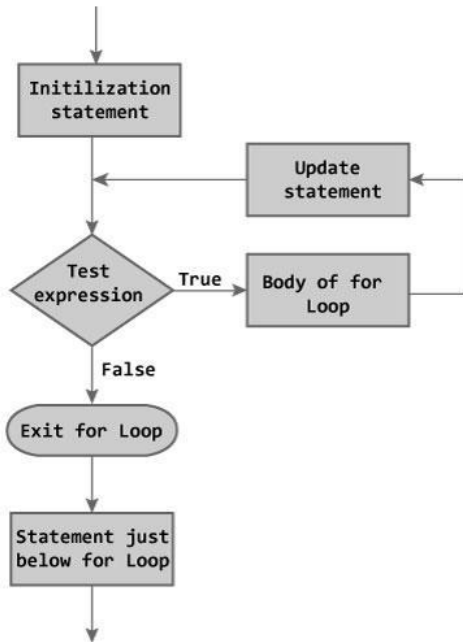 Initilization
statement
Update
statement
Test
expression
True
Body of for
Loop
False
Exit for Loop
Statement just
below for Loop